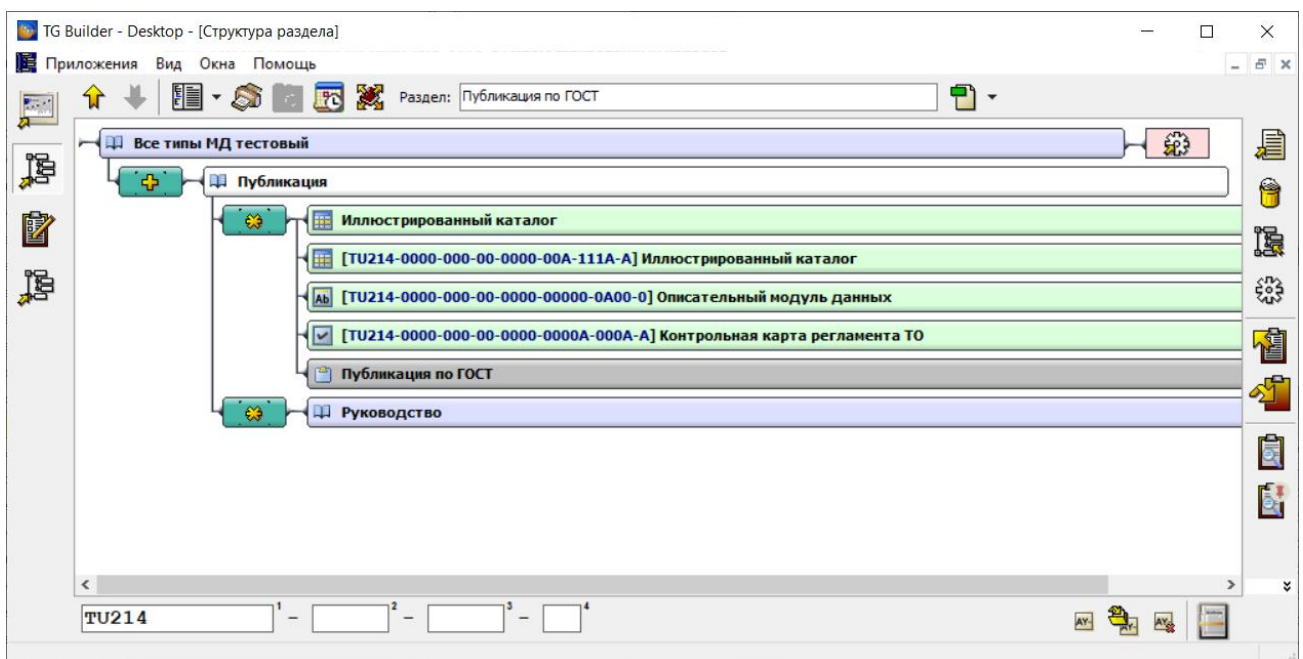 TG Builder - Desktop - [Структура раздела]
Приложения Вид Окна Помощь
Раздел: Публикация по ГОСТ
Все типы МД тестовый
Публикация
Иллюстрированный каталог
[TU214-0000-000-00-0000-00A-111A-A] Иллюстрированный каталог
Ab [TU214-0000-000-00-0000-00000-0A00-0] Описательный модуль данных
[TU214-0000-000-00-0000-0000A-000A-A] Контрольная карта регламента ТО
Публикация по ГОСТ
Руководство
TU214 1 - 2 - 3 - 4